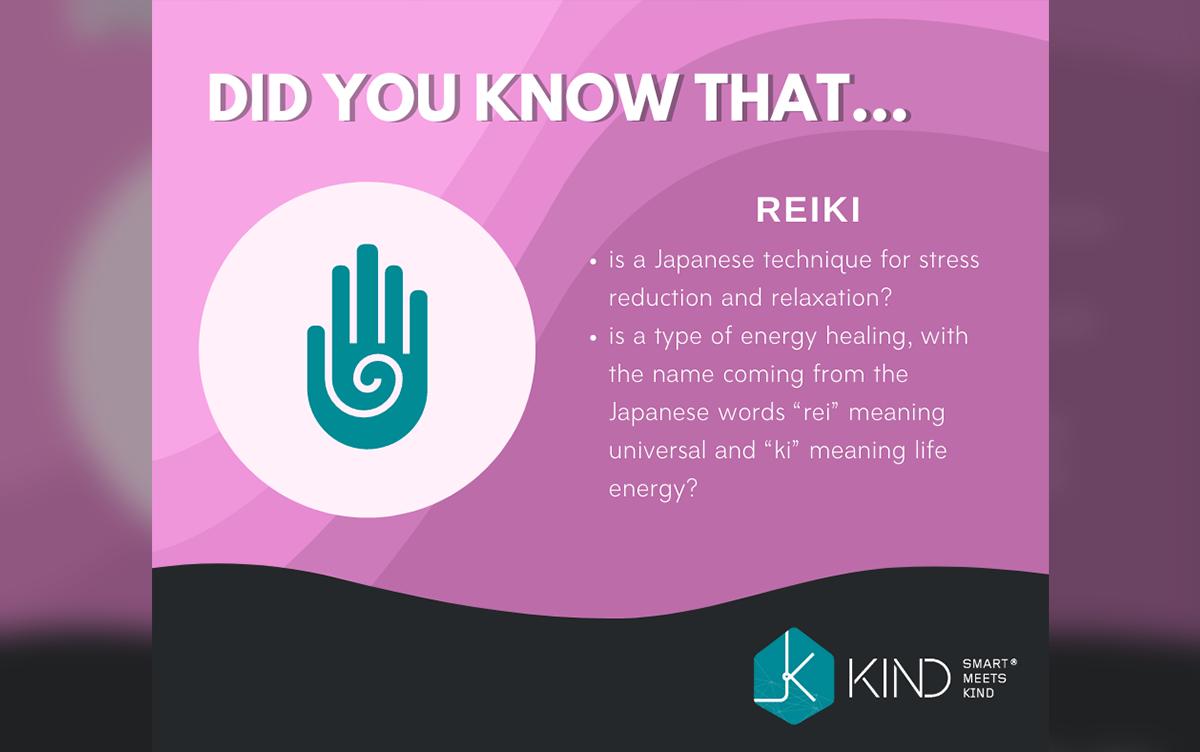 DID YOU KNOW THAT...
REIKI
• is a Japanese technique for stress
reduction and relaxation?
• is a type of energy healing, with
the name coming from the
Japanese words “rei” meaning
universal and “ki” meaning life
energy?
KIND
SMART®
MEETS
KIND